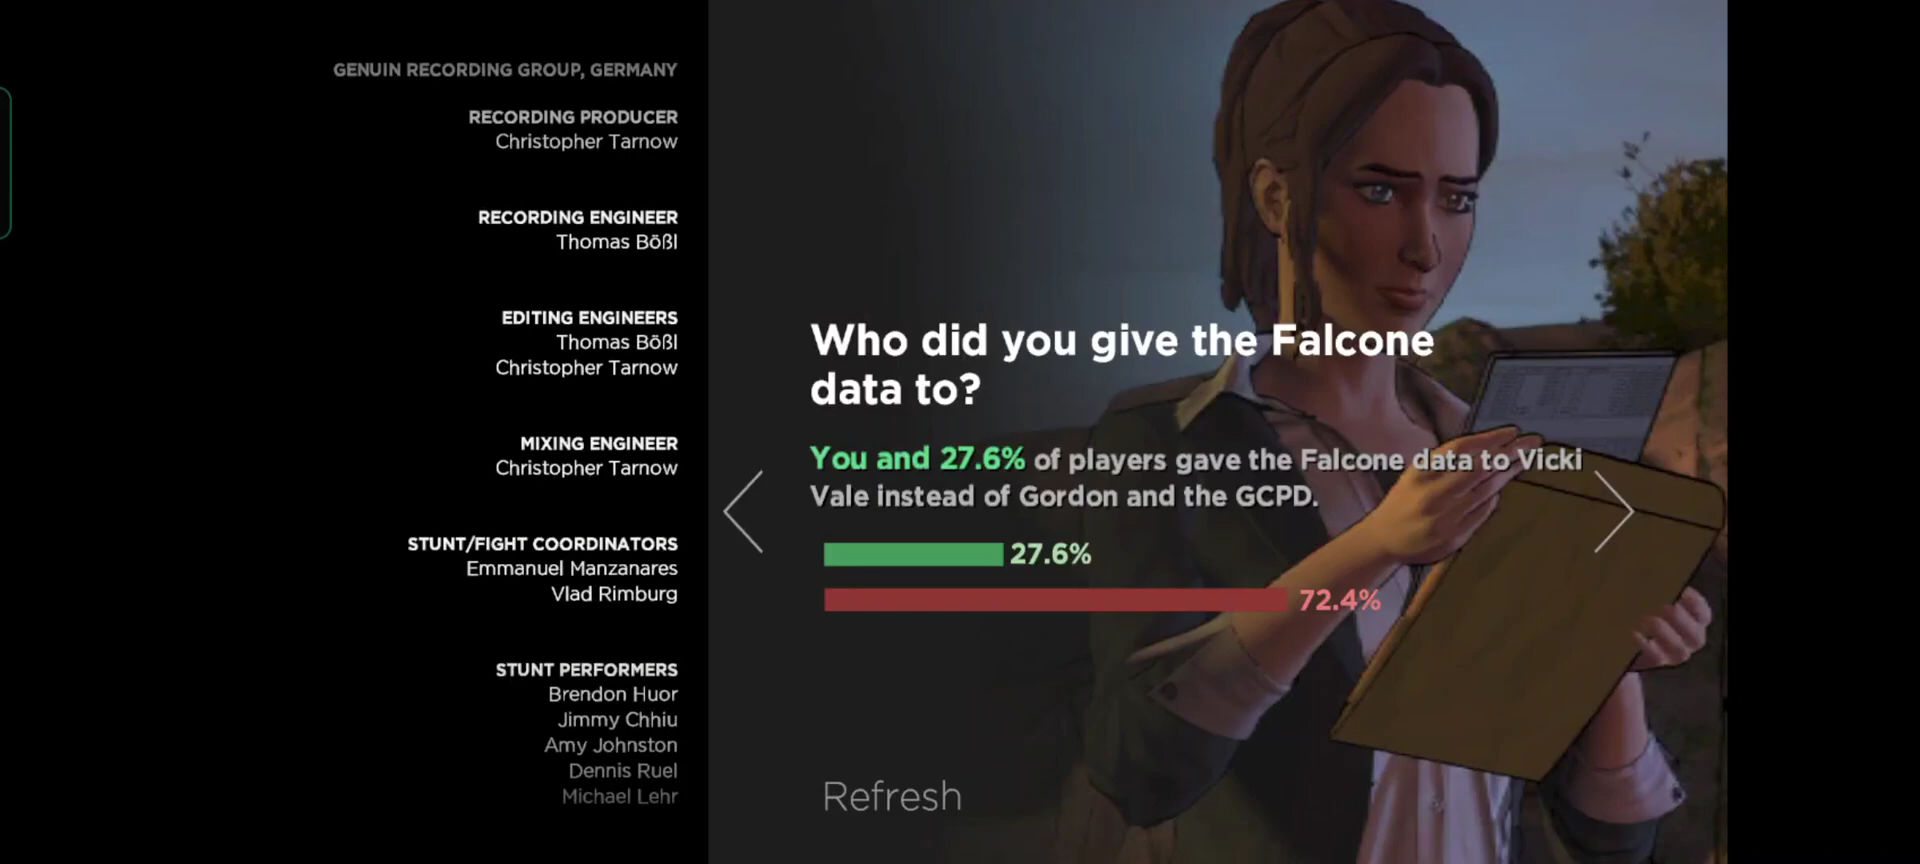 GENUIN RECORDING GROUP, GERMANY
RECORDING PRODUCER
Christopher Tarnow
RECORDING ENGINEER
Thomas Bößl
EDITING ENGINEERS
Thomas Bößl
Christopher Tarnow
MIXING ENGINEER
Christopher Tarnow
STUNT/FIGHT COORDINATORS
Emmanuel Manzanares
Vlad Rimburg
STUNT PERFORMERS
Brendon Huor
Jimmy Chhiu
Amy Johnston
Dennis Ruel
Michael Lehr
Who did you give the Falcone
data to?
You and 27.6% of players gave the Falcone data to Vicki
Vale instead of Gordon and the GCPD.
27.6%
72.4%
Refresh